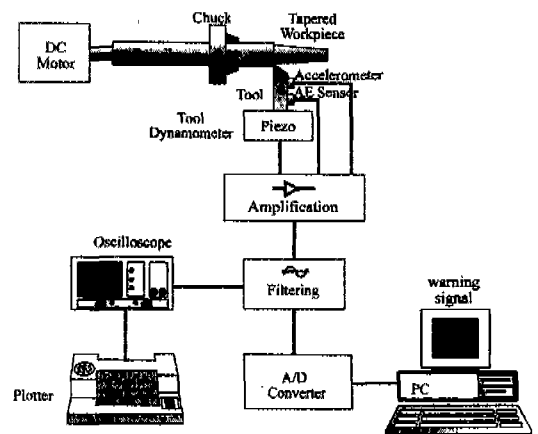 Chuck
Tapered
Workpiece
DC
Motor
Accelerometer
AE Sensor
Tool
Tool
Dynamometer
Piezo
Amplification
Oscilloscope
Filtering
warning
signal
A/D
Converter
PC
Plotter